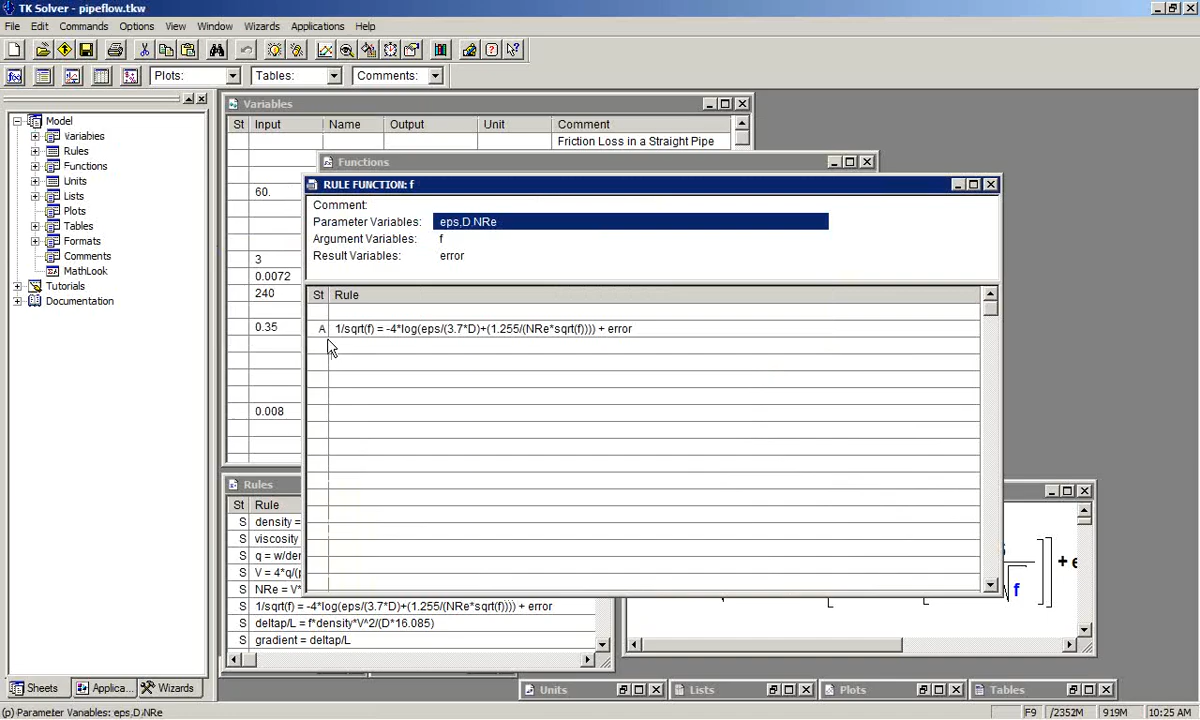 TK Solver - pipeflow.tkw
File Edit Commands Options View Window Wizards Applications Help
Plots: Tables: Comments:
Model
Variables
Rules
Functions
Units
Lists
Plots
Tables
Formats
Comments
MathLook
Tutorials
Documentation
Sheets Applica... Wizards
Variables
St Input Name Output Unit Comment
Friction Loss in a Straight Pipe
60.
3
0.0072
240
0.35
0.008
Functions
RULE FUNCTION: f
Comment:
Parameter Variables: eps,D,NRe
Argument Variables: f
Result Variables: error
St Rule
A 1/sqrt(f) = -4*log(eps/(3.7*D)+(1.255/(NRe*sqrt(f)))) + error
Rules
St Rule
S density =
S viscosity
S q = w/den
S V = 4*q/(p
S NRe = V*
S 1/sqrt(f) = -4*log(eps/(3.7*D)+(1.255/(NRe*sqrt(f)))) + error
S deltap/L = f*density*V^2/(D*16.085)
S gradient = deltap/L
+ e
f
Units Lists Plots Tables
(p) Parameter Variables: eps,D,NRe F9 /2352M 919M 10:25 AM